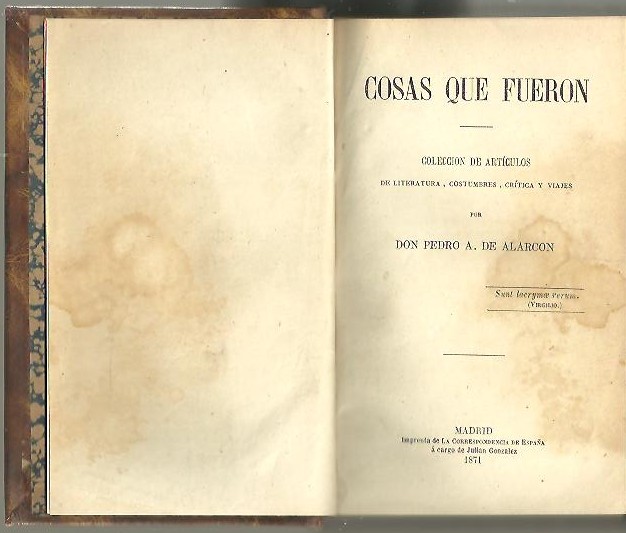 COSAS QUE FUERON
COLECCION DE ARTÍCULOS
DE LITERATURA, COSTUMBRES, CRÍTICA Y VIAJES
POR
DON PEDRO A. DE ALARCON
Sunt lacrymæ rerum.
(VIRGILIO.)
MADRID
Imprenta de LA CORRESPONDENCIA DE ESPAÑA
á cargo de Julian Gonzalez
1871